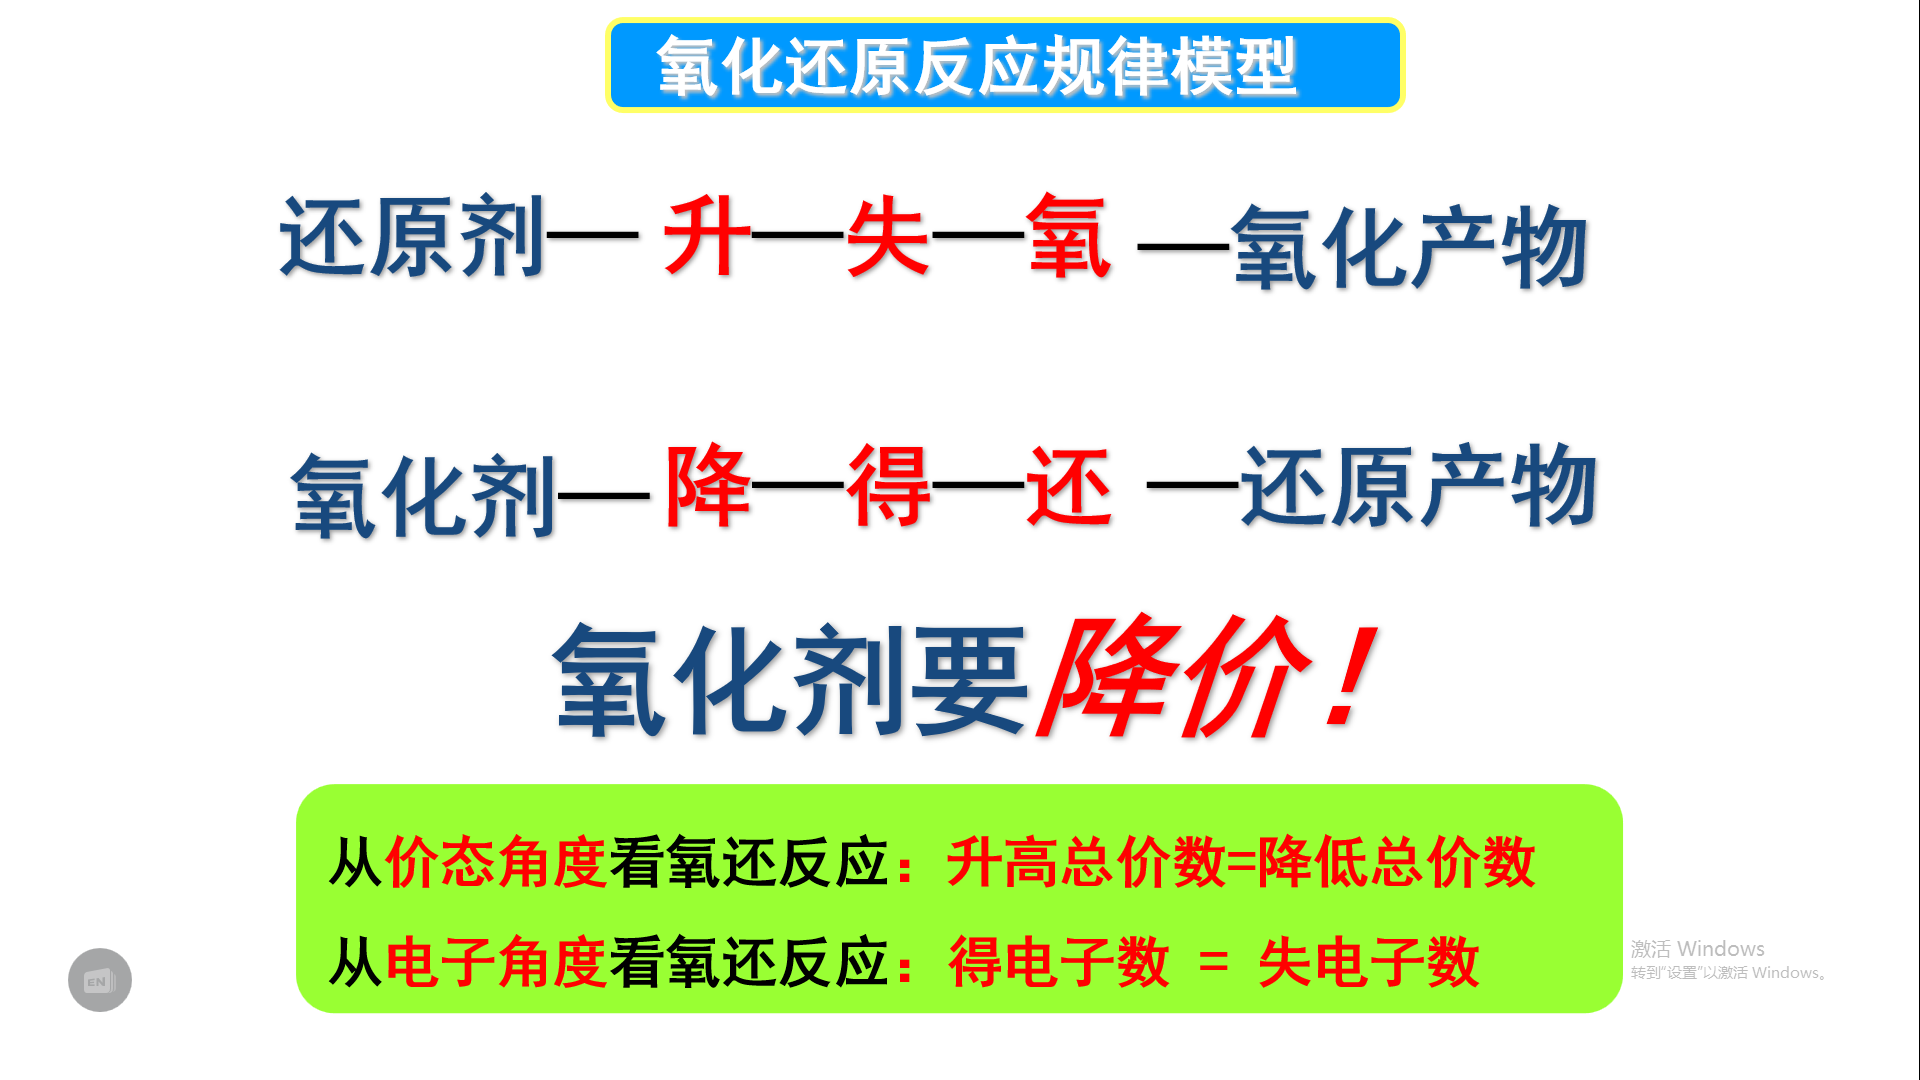 氧化还原反应规律模型
还原剂— 升—失—氧 —氧化产物
氧化剂— 降—得—还 —还原产物
氧化剂要降价！
从价态角度看氧还反应：升高总价数=降低总价数
从电子角度看氧还反应：得电子数 = 失电子数
激活 Windows
转到“设置”以激活 Windows。
EN